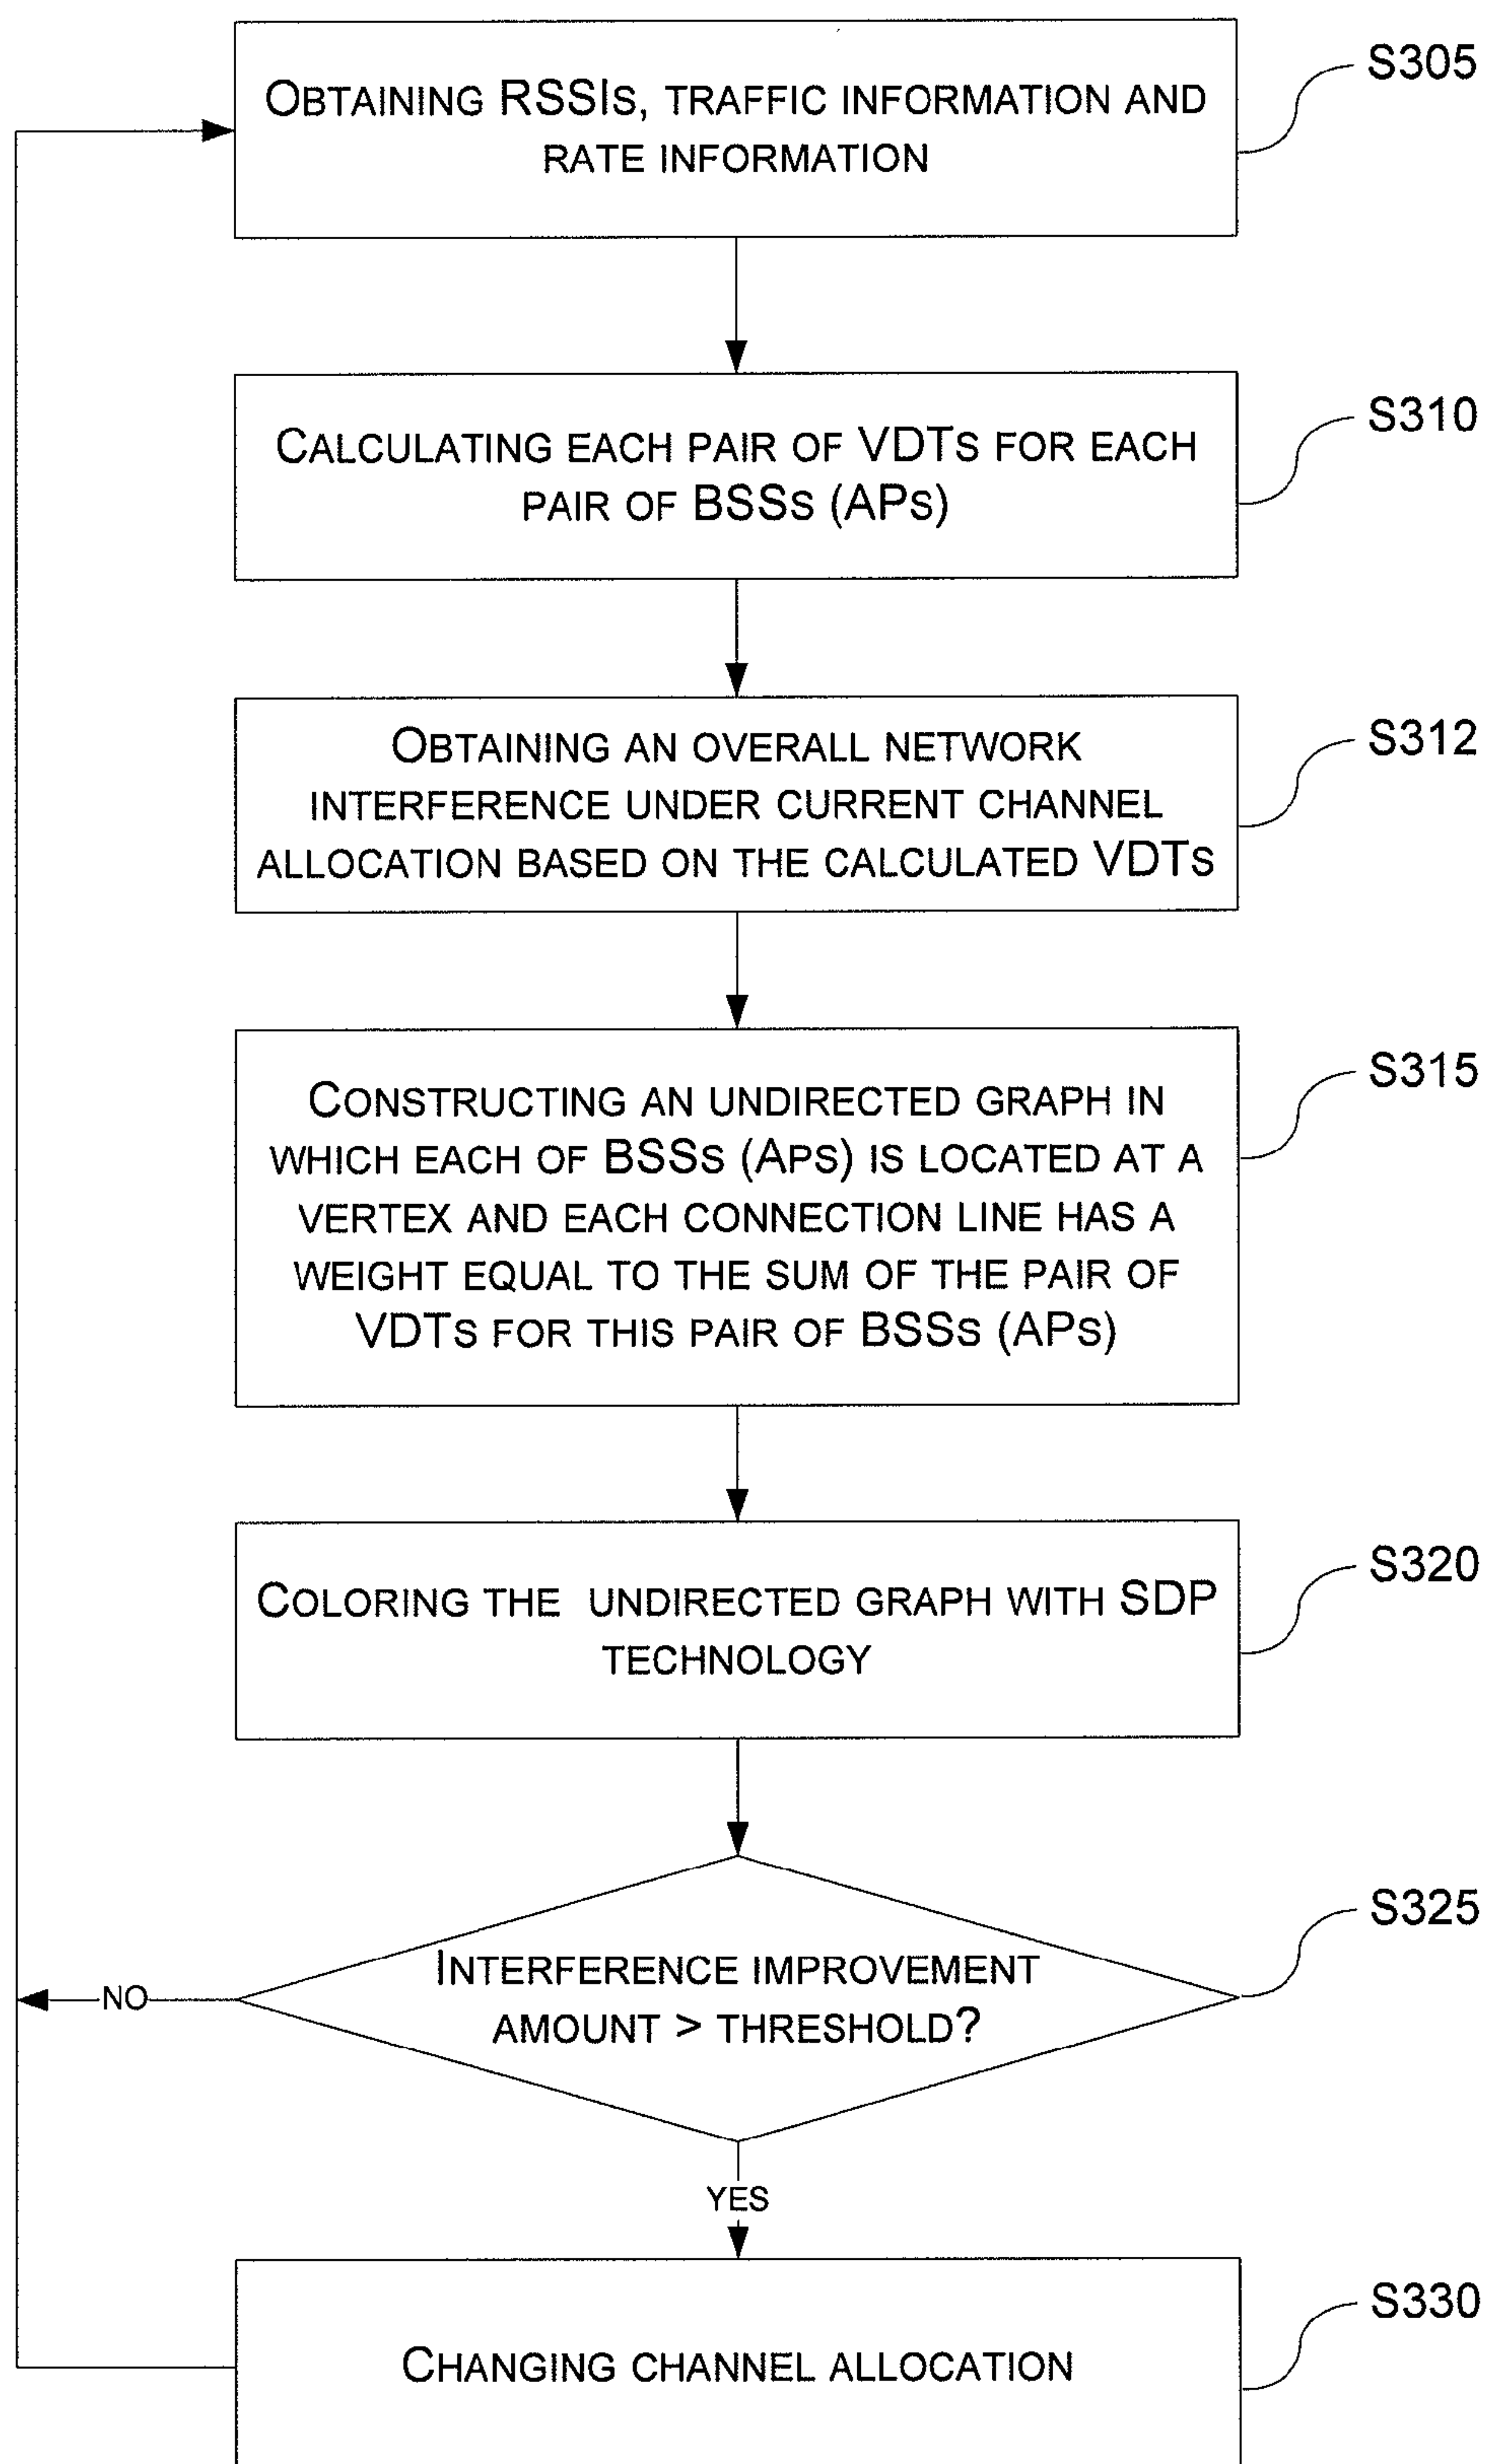 OBTAINING RSSIS, TRAFFIC INFORMATION AND
RATE INFORMATION
S305
CALCULATING EACH PAIR OF VDTS FOR EACH
PAIR OF BSSS (APS)
S310
OBTAINING AN OVERALL NETWORK
INTERFERENCE UNDER CURRENT CHANNEL
ALLOCATION BASED ON THE CALCULATED VDTS
S312
CONSTRUCTING AN UNDIRECTED GRAPH IN
WHICH EACH OF BSSS (APS) IS LOCATED AT A
VERTEX AND EACH CONNECTION LINE HAS A
WEIGHT EQUAL TO THE SUM OF THE PAIR OF
VDTS FOR THIS PAIR OF BSSS (APS)
S315
COLORING THE UNDIRECTED GRAPH WITH SDP
TECHNOLOGY
S320
INTERFERENCE IMPROVEMENT
AMOUNT > THRESHOLD?
S325
NO
YES
CHANGING CHANNEL ALLOCATION
S330